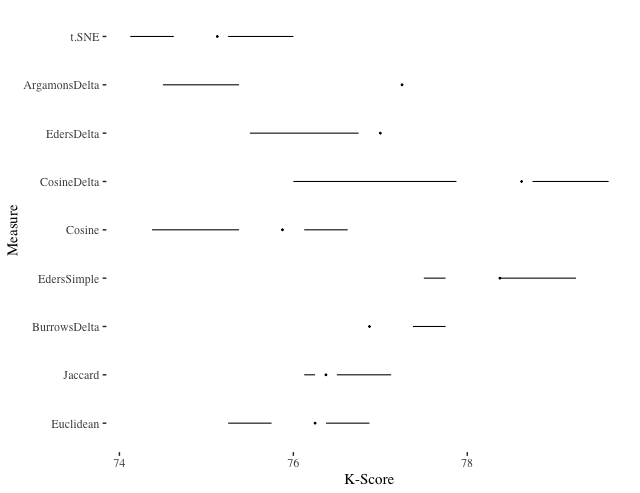 t.SNE
ArgamonsDelta
EdersDelta
CosineDelta
Cosine
EdersSimple
BurrowsDelta
Jaccard
Euclidean
Measure
74 76 78
K-Score